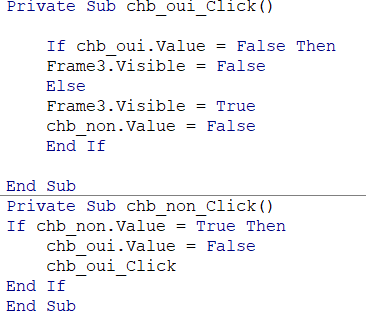 Private Sub chb_oui_Click()
If chb_oui.Value = False Then
Frame3.Visible = False
Else
Frame3.Visible = True
chb_non.Value = False
End If
End Sub
Private Sub chb_non_Click()
If chb_non.Value = True Then
chb_oui.Value = False
chb_oui_Click
End If
End Sub